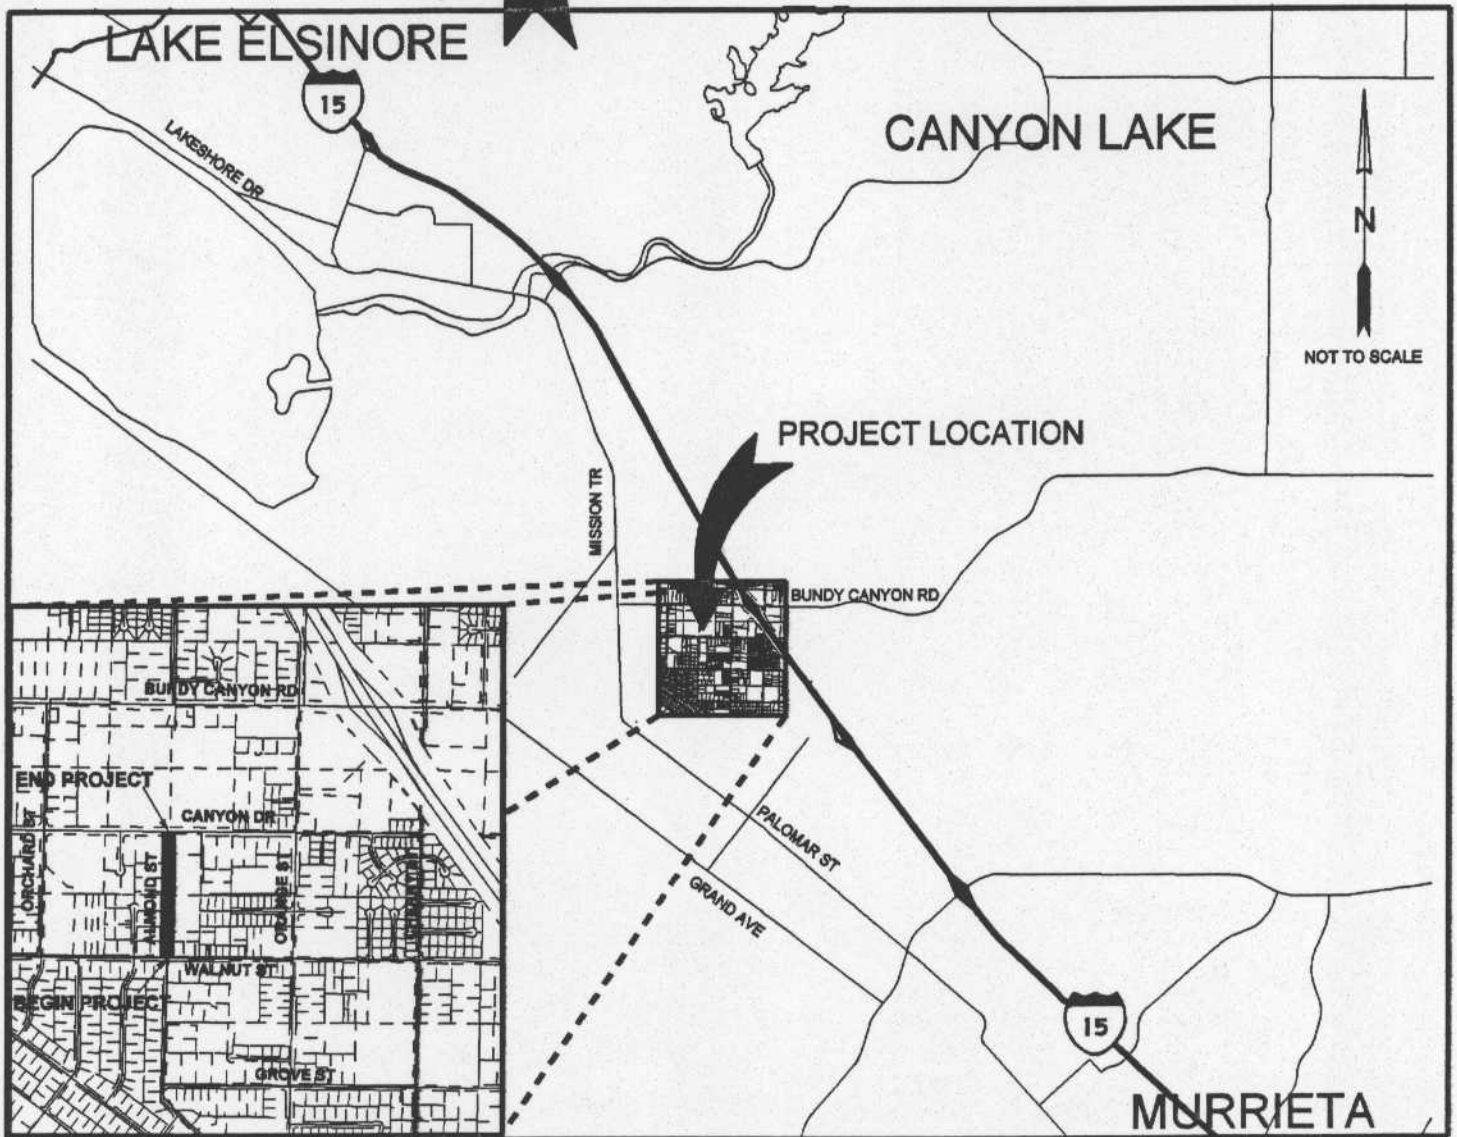 LAKE ELSINORE
15
LAKESHORE DR
CANYON LAKE
N
NOT TO SCALE
PROJECT LOCATION
MISSION TR
BUNDY CANYON RD
BUNDY CANYON RD
END PROJECT
CANYON DR
ORCHARD ST
ALMOND ST
ORANGE ST
WALNUT ST
BEGIN PROJECT
GROVE ST
PALOMAR ST
GRAND AVE
15
MURRIETA